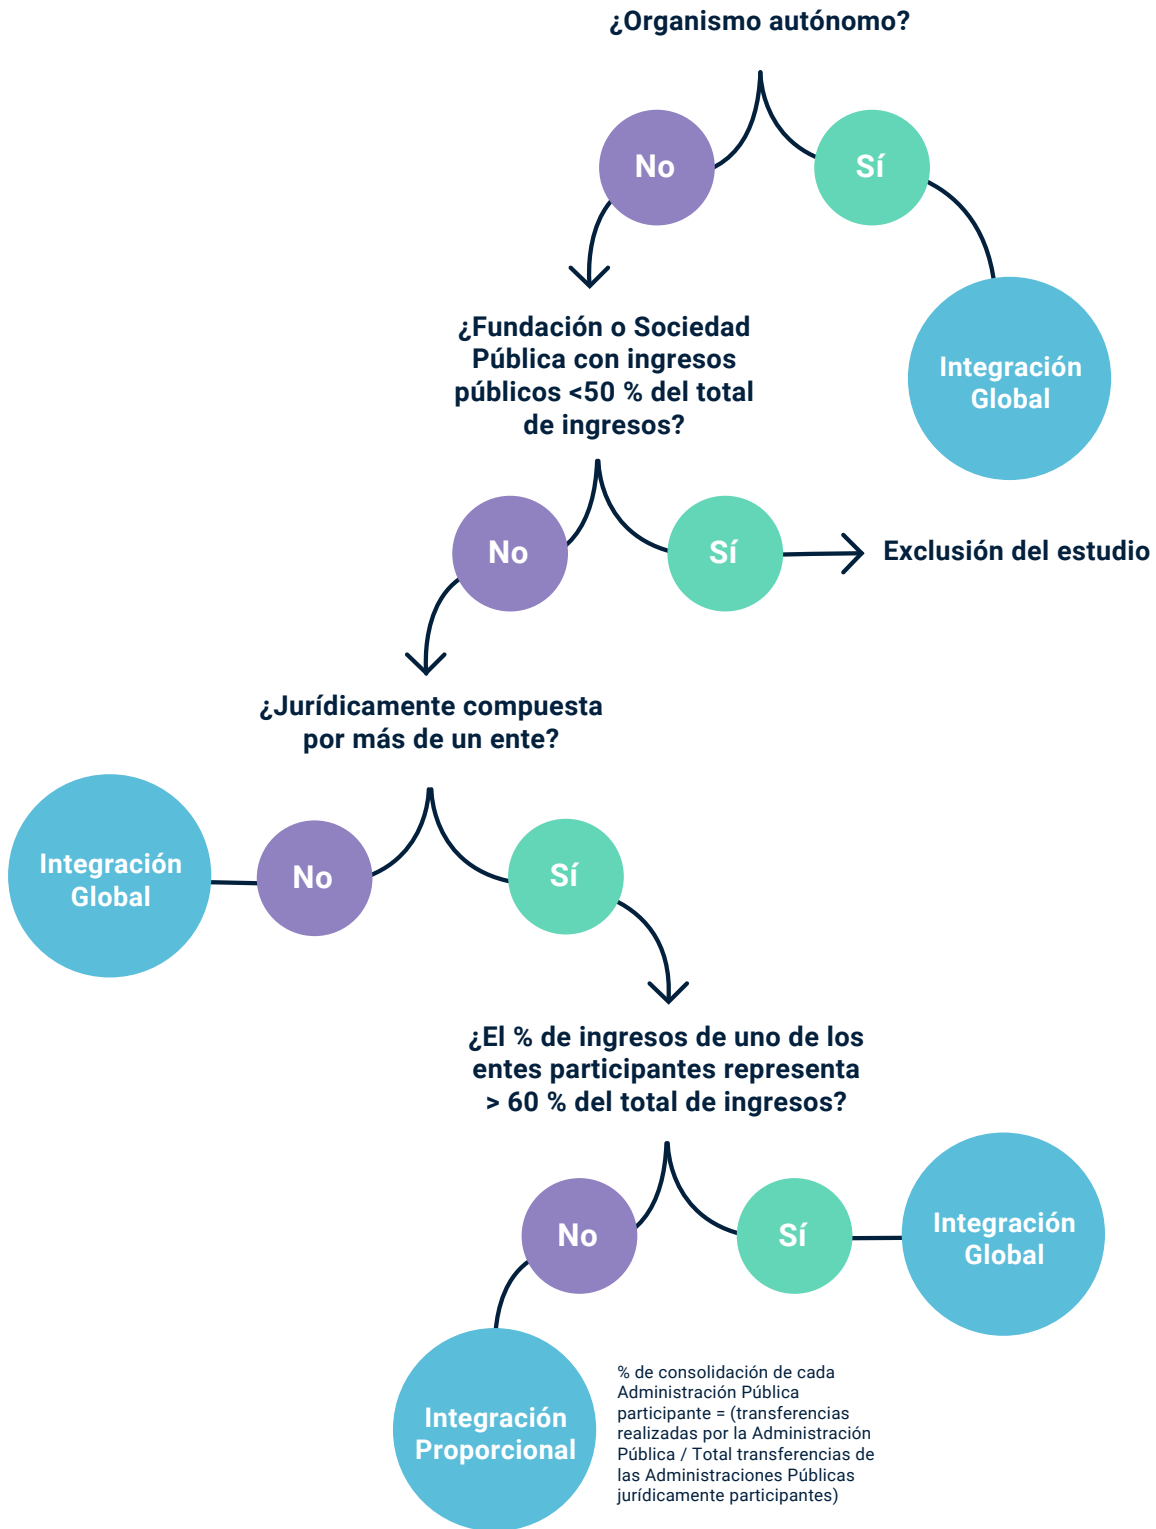 ¿Organismo autónomo?
No
Sí
Integración
Global
¿Fundación o Sociedad
Pública con ingresos
públicos <50 % del total
de ingresos?
No
Sí
Exclusión del estudio
¿Jurídicamente compuesta
por más de un ente?
Integración
Global
No
Sí
¿El % de ingresos de uno de los
entes participantes representa
> 60 % del total de ingresos?
No
Sí
Integración
Global
Integración
Proporcional
% de consolidación de cada
Administración Pública
participante = (transferencias
realizadas por la Administración
Pública / Total transferencias de
las Administraciones Públicas
jurídicamente participantes)